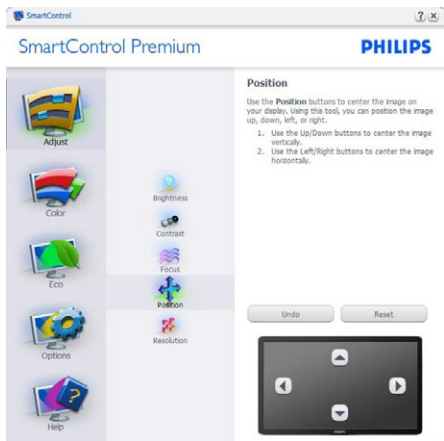 SmartControl
SmartControl Premium
PHILIPS
Adjust
Color
Eco
Options
Help
Brightness
Contrast
Focus
Position
Resolution
Position
Use the Position buttons to center the image on
your display. Using this tool, you can position the image
up, down, left, or right.
1. Use the Up/Down buttons to center the image
vertically.
2. Use the Left/Right buttons to center the image
horizontally.
Undo
Reset
PHILIPS